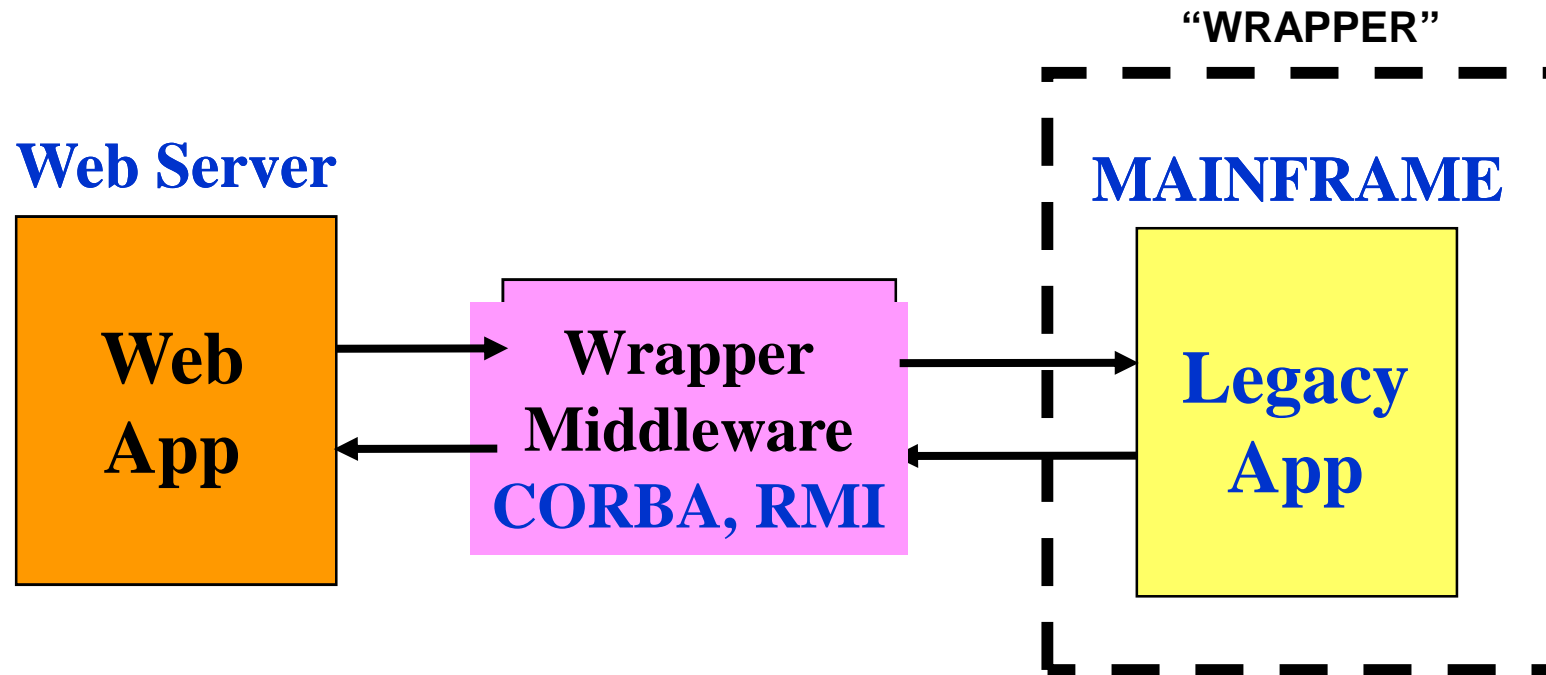 “WRAPPER”
Web Server
MAINFRAME
Web
App
Wrapper
Middleware
CORBA, RMI
Legacy
App